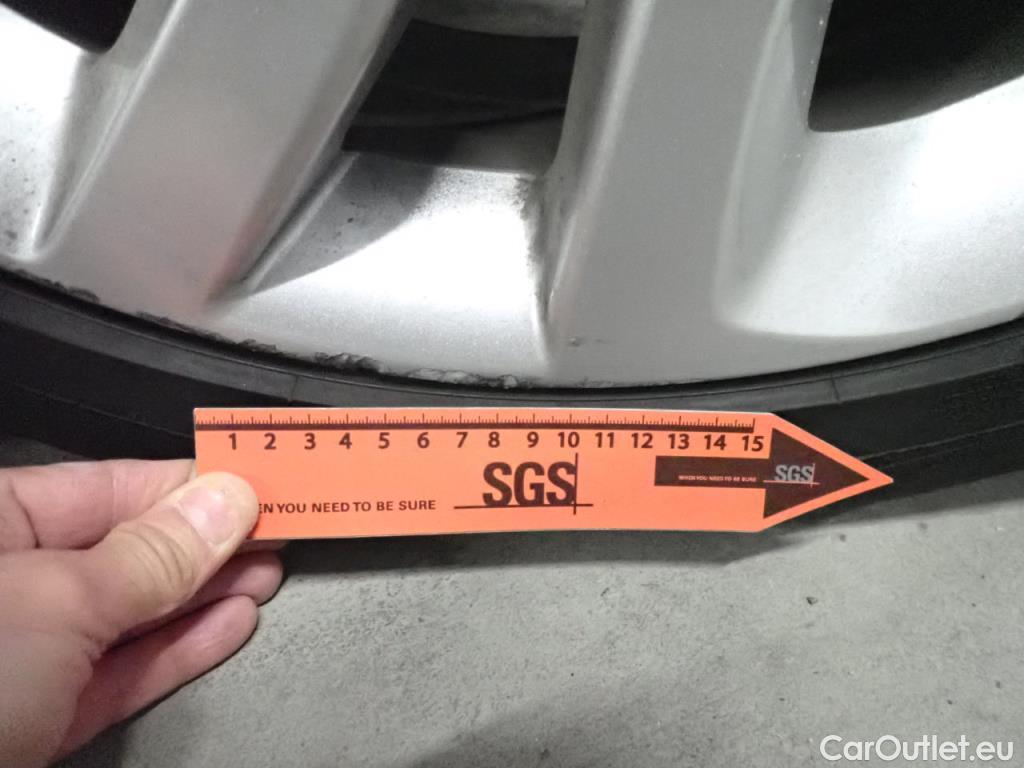 1 2 3 4 5 6 7 8 9 10 11 12 13 14 15
SGS
EN YOU NEED TO BE SURE
WHEN YOU NEED TO BE SURE SGS
CarOutlet.eu